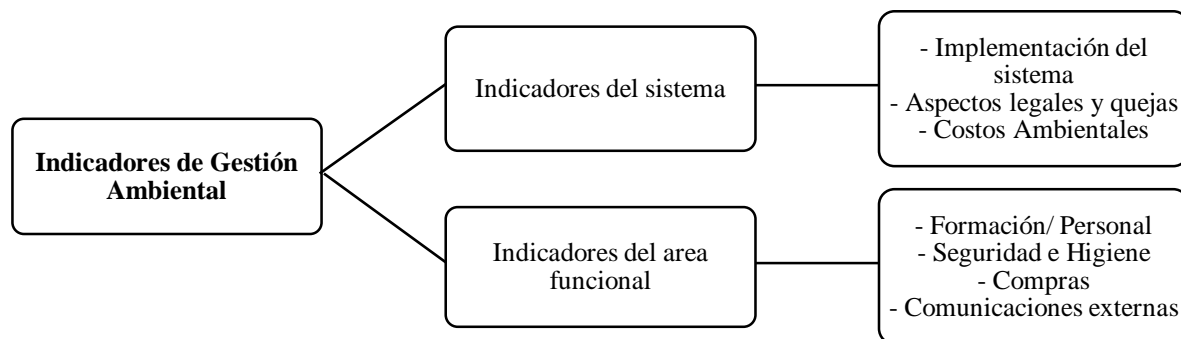 Indicadores de Gestión
Ambiental
Indicadores del sistema
- Implementación del
sistema
- Aspectos legales y quejas
- Costos Ambientales
Indicadores del area
funcional
- Formación/ Personal
- Seguridad e Higiene
- Compras
- Comunicaciones externas